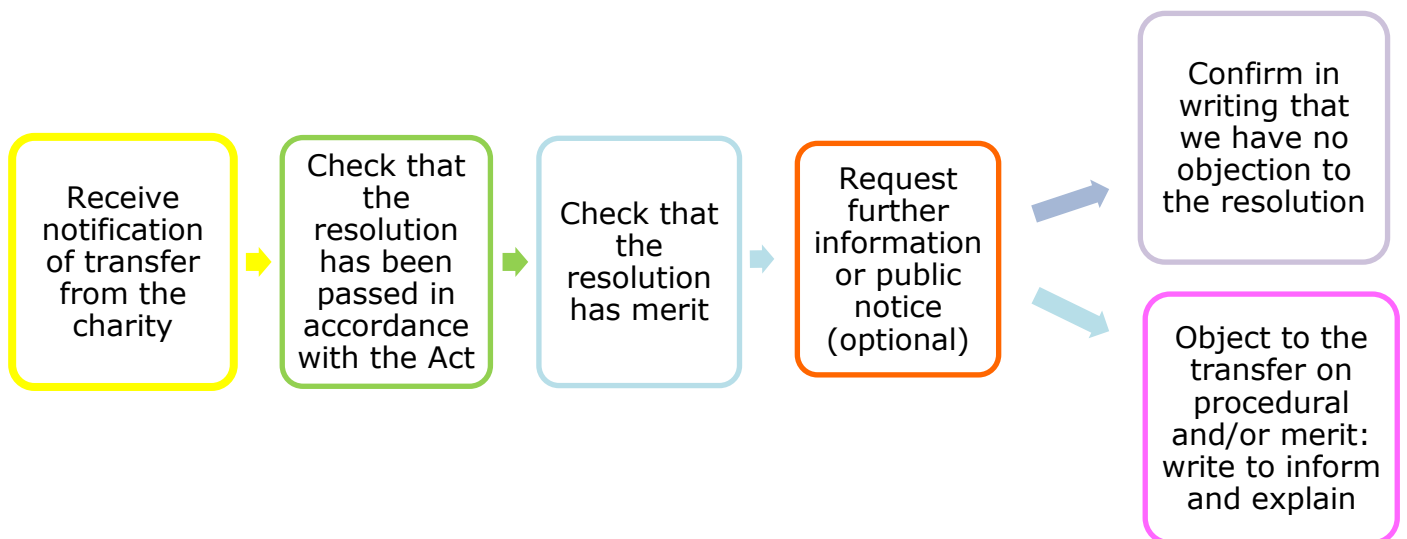 Receive
notification
of transfer
from the
charity
Check that
the
resolution
has been
passed in
accordance
with the Act
Check that
the
resolution
has merit
Request
further
information
or public
notice
(optional)
Confirm in
writing that
we have no
objection to
the resolution
Object to the
transfer on
procedural
and/or merit:
write to inform
and explain